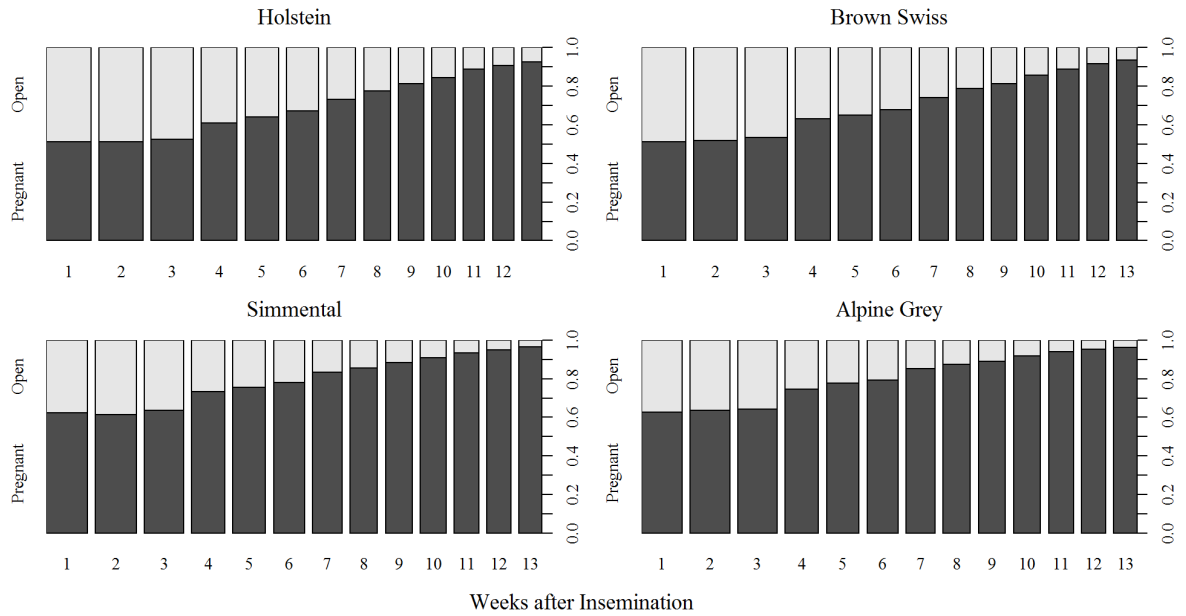 Holstein
Open
Pregnant
0.0 0.2 0.4 0.6 0.8 1.0
1 2 3 4 5 6 7 8 9 10 11 12
Brown Swiss
Open
Pregnant
0.0 0.2 0.4 0.6 0.8 1.0
1 2 3 4 5 6 7 8 9 10 11 12 13
Simmental
Open
Pregnant
0.0 0.2 0.4 0.6 0.8 1.0
1 2 3 4 5 6 7 8 9 10 11 12 13
Alpine Grey
Open
Pregnant
0.0 0.2 0.4 0.6 0.8 1.0
1 2 3 4 5 6 7 8 9 10 11 12 13
Weeks after Insemination